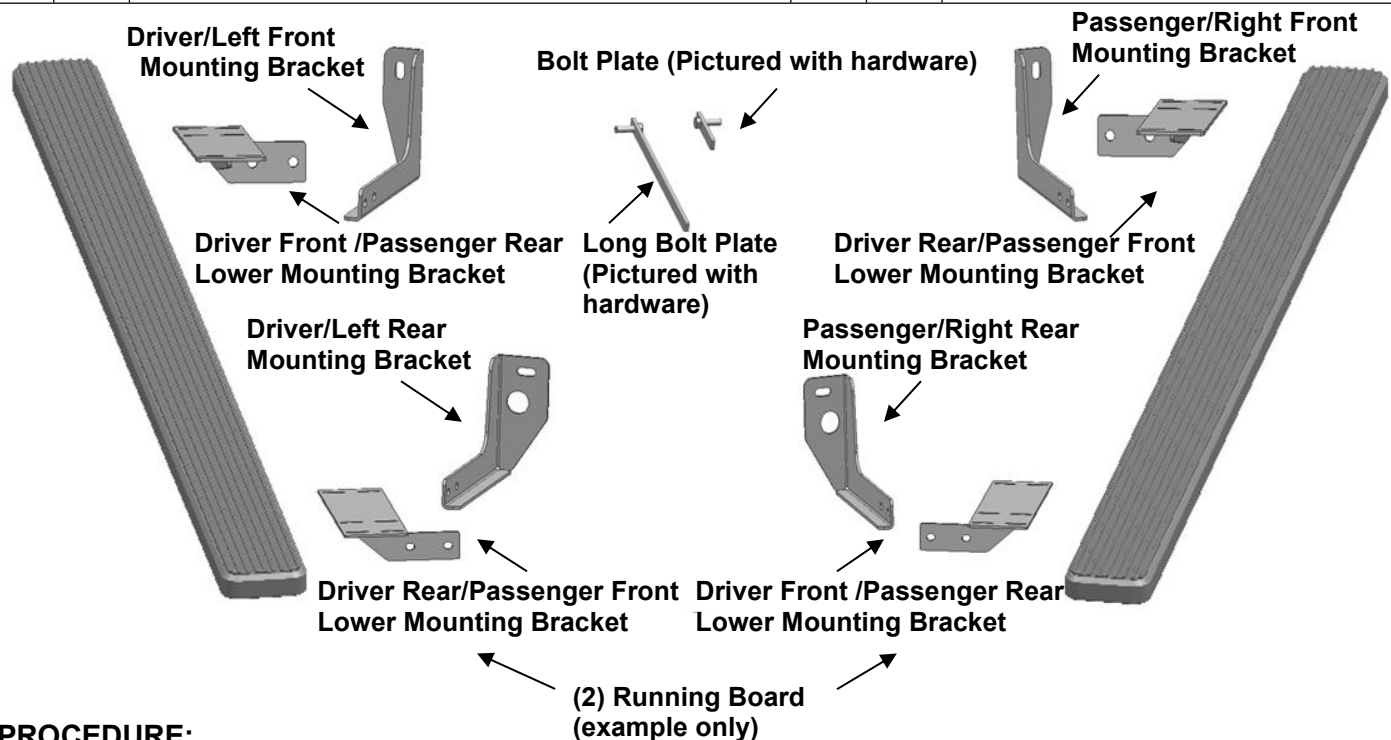 Driver/Left Front
Mounting Bracket
Bolt Plate (Pictured with hardware)
Passenger/Right Front
Mounting Bracket
Driver Front /Passenger Rear
Lower Mounting Bracket
Long Bolt Plate
(Pictured with
hardware)
Driver Rear/Passenger Front
Lower Mounting Bracket
Driver/Left Rear
Mounting Bracket
Passenger/Right Rear
Mounting Bracket
Driver Rear/Passenger Front
Lower Mounting Bracket
Driver Front /Passenger Rear
Lower Mounting Bracket
(2) Running Board
(example only)
PROCEDURE: